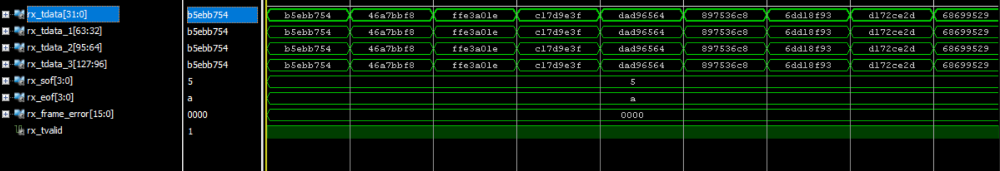 rx_tdata[31:0] b5ebb754 b5ebb754 46a7bbf8 ffe3a01e c17d9e3f dad96564 897536c8 6dd18f93 d172ce2d 68699529
rx_tdata_1[63:32] b5ebb754 b5ebb754 46a7bbf8 ffe3a01e c17d9e3f dad96564 897536c8 6dd18f93 d172ce2d 68699529
rx_tdata_2[95:64] b5ebb754 b5ebb754 46a7bbf8 ffe3a01e c17d9e3f dad96564 897536c8 6dd18f93 d172ce2d 68699529
rx_tdata_3[127:96] b5ebb754 b5ebb754 46a7bbf8 ffe3a01e c17d9e3f dad96564 897536c8 6dd18f93 d172ce2d 68699529
rx_sof[3:0] 5 5
rx_eof[3:0] a a
rx_frame_error[15:0] 0000 0000
rx_tvalid 1